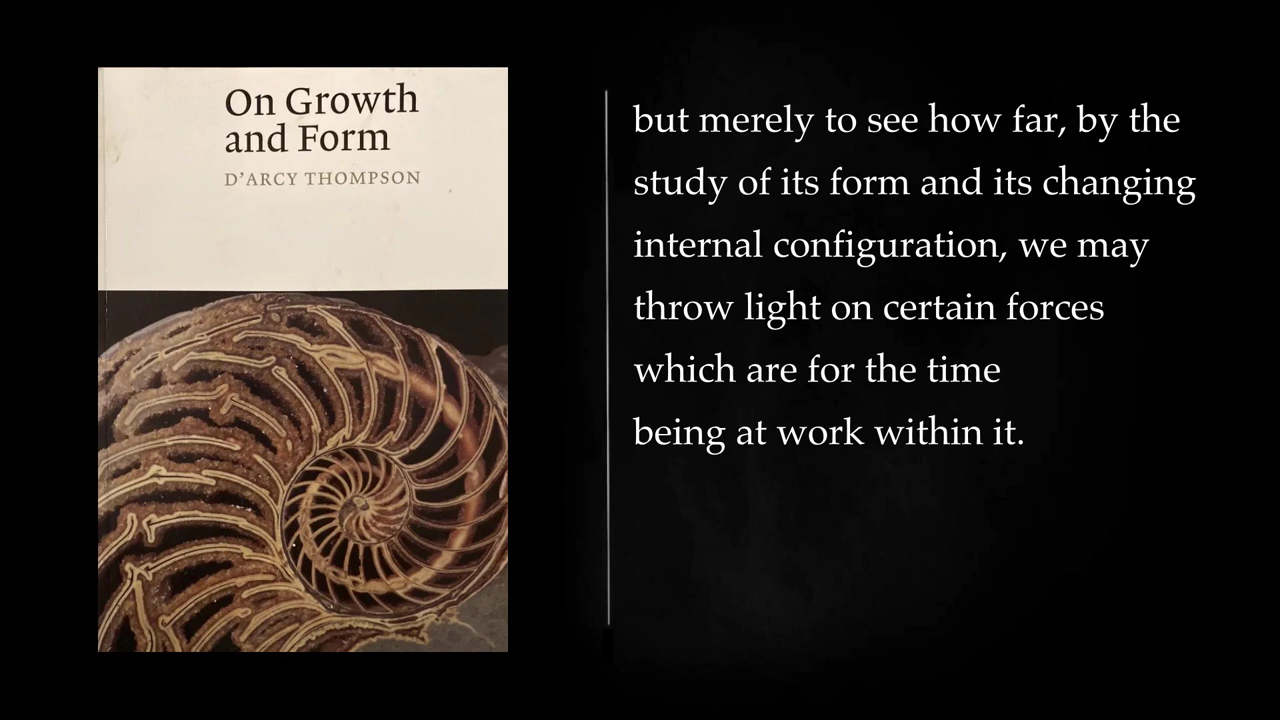 On Growth
and Form
D'ARCY THOMPSON
but merely to see how far, by the
study of its form and its changing
internal configuration, we may
throw light on certain forces
which are for the time
being at work within it.